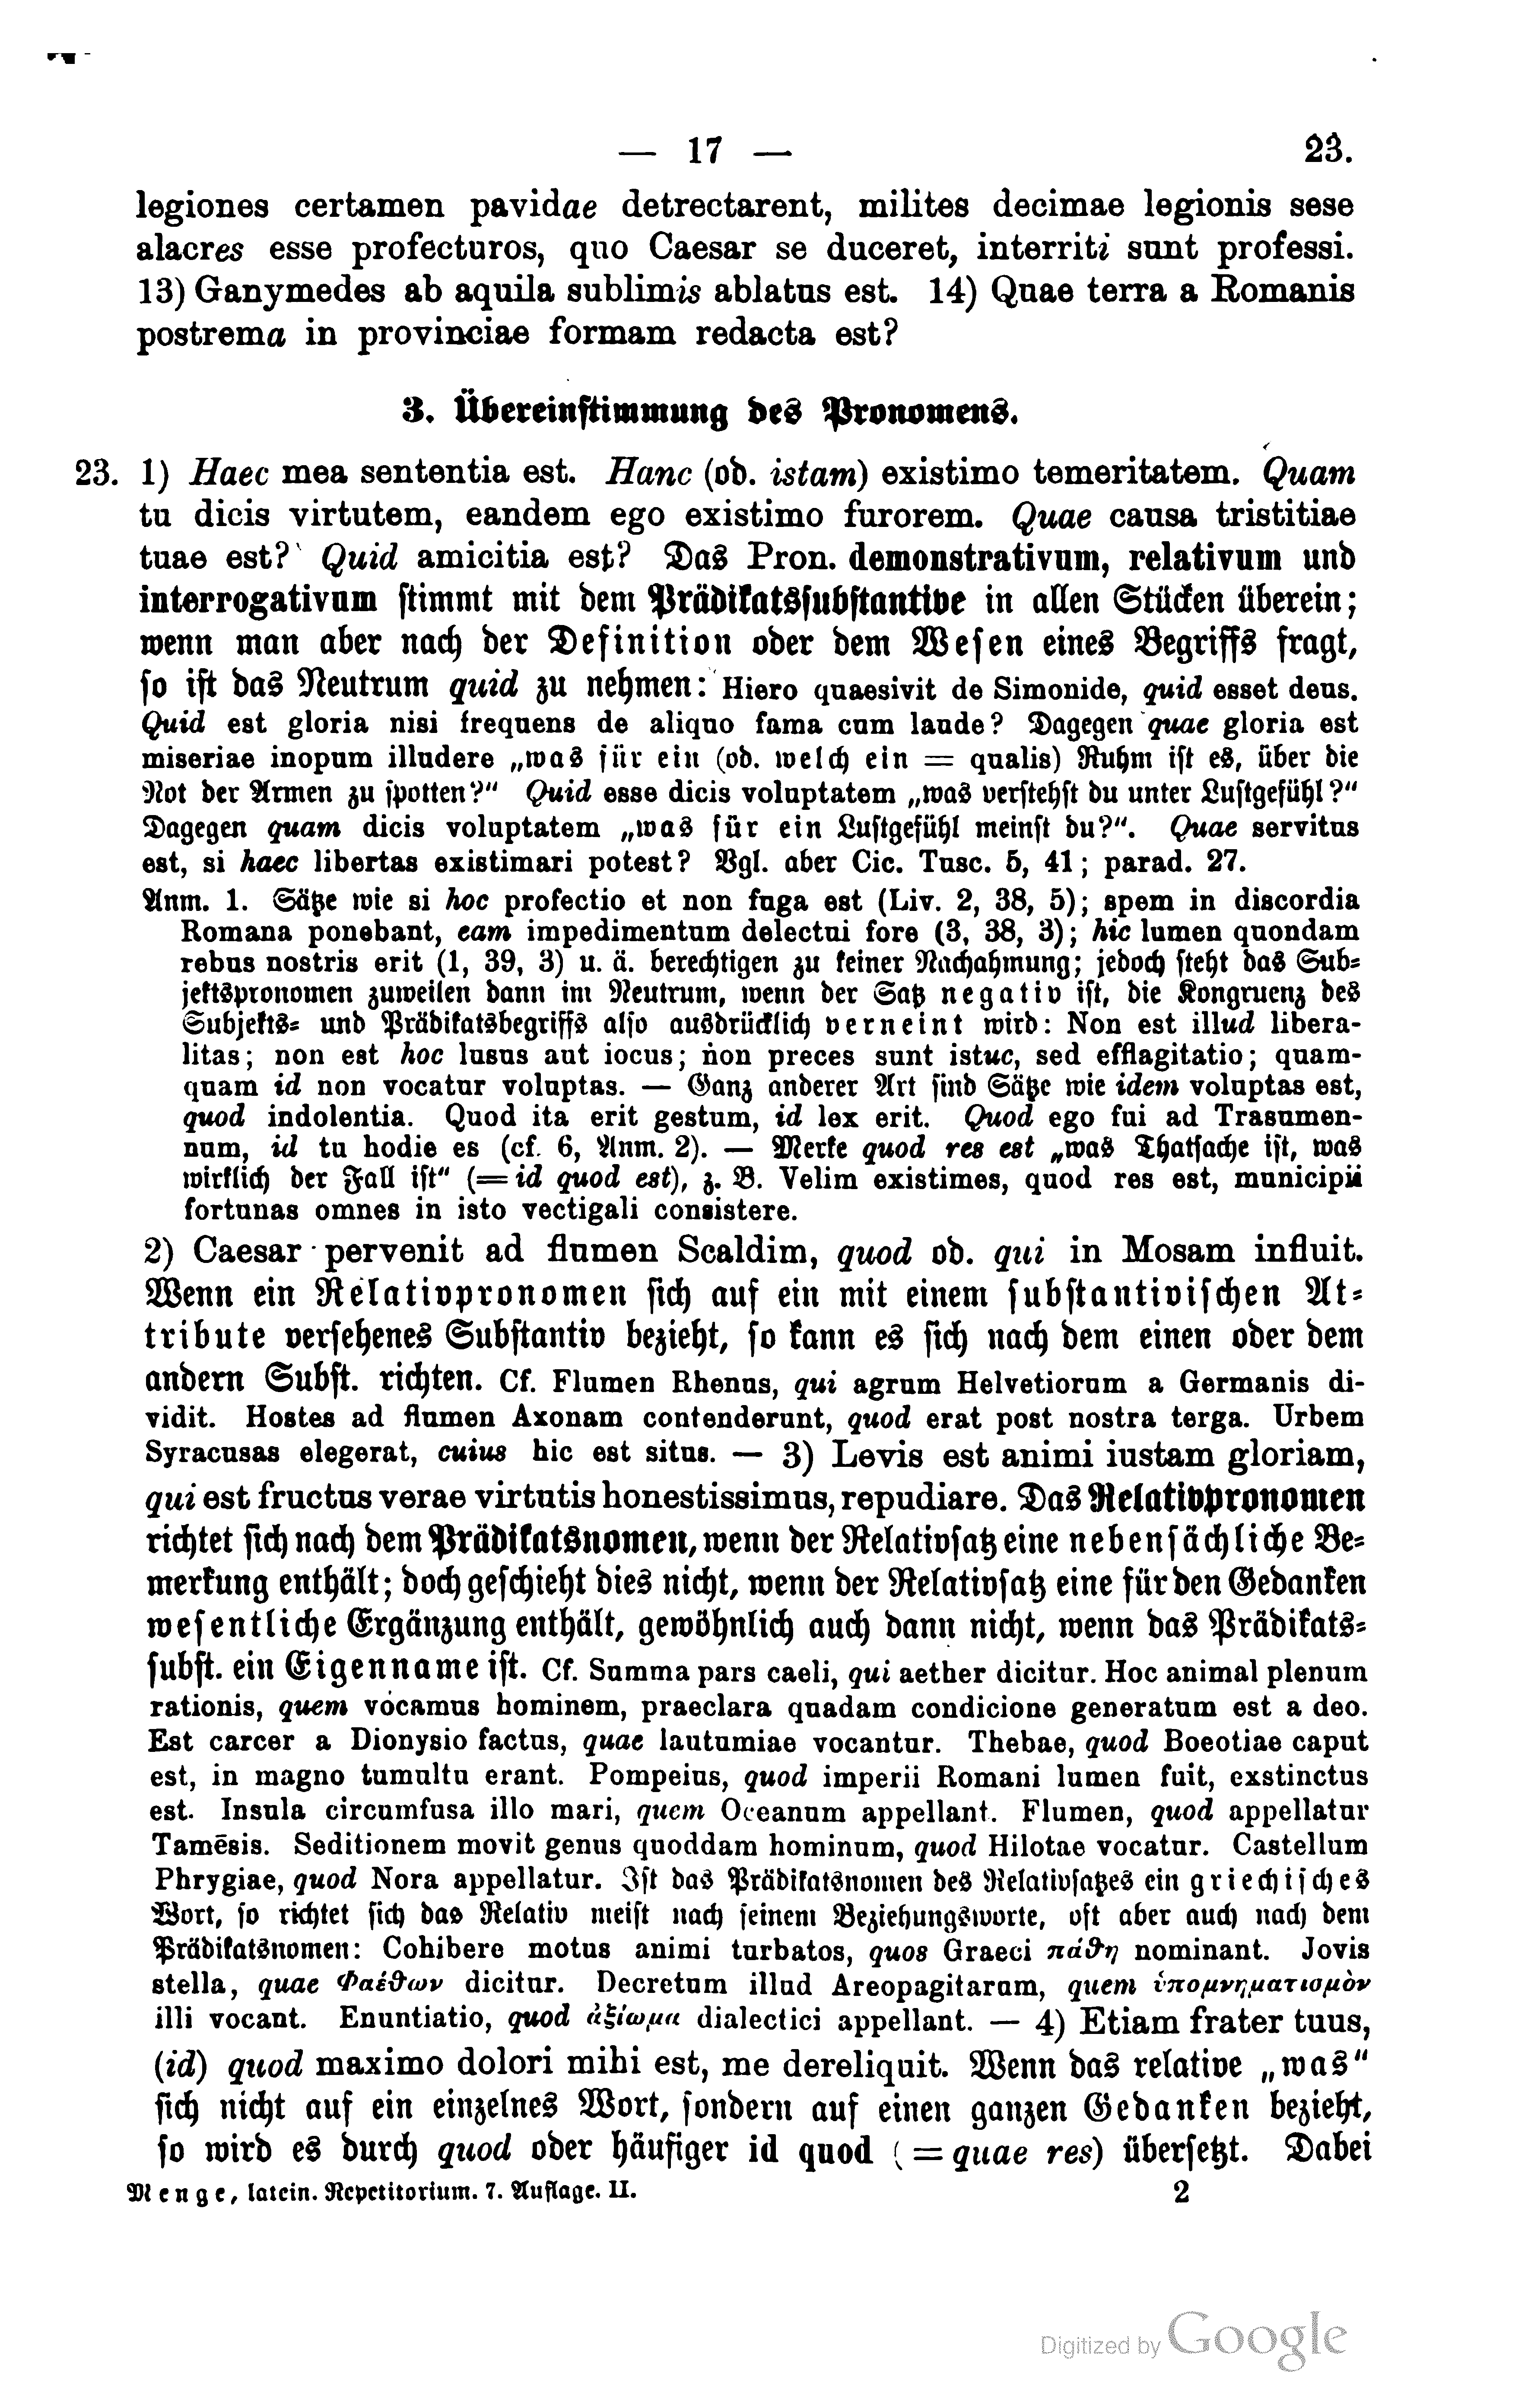 — 17 — 23.
legiones certamen pavidae detrectarent, milites decimae legionis sese
alacres esse profecturos, quo Caesar se duceret, interriti sunt professi.
13) Ganymedes ab aquila sublimis ablatus est. 14) Quae terra a Romanis
postrema in provinciae formam redacta est?
3. Übereinstimmung des Pronomens.
23. 1) Haec mea sententia est. Hanc (od. istam) existimo temeritatem. Quam
tu dicis virtutem, eandem ego existimo furorem. Quae causa tristitiae
tuae est? Quid amicitia est? Das Pron. demonstrativum, relativum und
interrogativum stimmt mit dem Prädikatssubstantive in allen Stücken überein;
wenn man aber nach der Definition oder dem Wesen eines Begriffs fragt,
so ist das Neutrum quid zu nehmen: Hiero quaesivit de Simonide, quid esset deus.
Quid est gloria nisi frequens de aliquo fama cum laude? Dagegen quae gloria est
miseriae inopum illudere „was für ein (od. welch ein = qualis) Ruhm ist es, über die
Not der Armen zu spotten?" Quid esse dicis voluptatem „was verstehst du unter Lustgefühl?"
Dagegen quam dicis voluptatem „was für ein Lustgefühl meinst du?". Quae servitus
est, si haec libertas existimari potest? Vgl. aber Cic. Tusc. 5, 41; parad. 27.
Anm. 1. Sätze wie si hoc profectio et non fuga est (Liv. 2, 38, 5); spem in discordia
Romana ponebant, eam impedimentum delectui fore (3, 38, 3); hic lumen quondam
rebus nostris erit (1, 39, 3) u. ä. berechtigen zu keiner Nachahmung; jedoch steht das Sub-
jektspronomen zuweilen dann im Neutrum, wenn der Satz negativ ist, die Kongruenz des
Subjekts- und Prädikatsbegriffs also ausdrücklich verneint wird: Non est illud libera-
litas; non est hoc lusus aut iocus; non preces sunt istuc, sed efflagitatio; quam-
quam id non vocatur voluptas. — Ganz anderer Art sind Sätze wie idem voluptas est,
quod indolentia. Quod ita erit gestum, id lex erit. Quod ego fui ad Trasumen-
num, id tu hodie es (cf. 6, Anm. 2). — Merke quod res est „was Thatsache ist, was
wirklich der Fall ist" (= id quod est), z. B. Velim existimes, quod res est, municipii
fortunas omnes in isto vectigali consistere.
2) Caesar pervenit ad flumen Scaldim, quod od. qui in Mosam influit.
Wenn ein Relativpronomen sich auf ein mit einem substantivischen At-
tribute versehenes Substantiv bezieht, so kann es sich nach dem einen oder dem
andern Subst. richten. Cf. Flumen Rhenus, qui agrum Helvetiorum a Germanis di-
vidit. Hostes ad flumen Axonam contenderunt, quod erat post nostra terga. Urbem
Syracusas elegerat, cuius hic est situs. — 3) Levis est animi iustam gloriam,
qui est fructus verae virtutis honestissimus, repudiare. Das Relativpronomen
richtet sich nach dem Prädikatsnomen, wenn der Relativsatz eine nebensächliche Be-
merkung enthält; doch geschieht dies nicht, wenn der Relativsatz eine für den Gedanken
wesentliche Ergänzung enthält, gewöhnlich auch dann nicht, wenn das Prädikats-
subst. ein Eigenname ist. Cf. Summa pars caeli, qui aether dicitur. Hoc animal plenum
rationis, quem vocamus hominem, praeclara quadam condicione generatum est a deo.
Est carcer a Dionysio factus, quae lautumiae vocantur. Thebae, quod Boeotiae caput
est, in magno tumultu erant. Pompeius, quod imperii Romani lumen fuit, exstinctus
est. Insula circumfusa illo mari, quem Oceanum appellant. Flumen, quod appellatur
Tamēsis. Seditionem movit genus quoddam hominum, quod Hilotae vocatur. Castellum
Phrygiae, quod Nora appellatur. Ist das Prädikatsnomen des Relativsatzes ein griechisches
Wort, so richtet sich das Relativ meist nach seinem Beziehungsworte, oft aber auch nach dem
Prädikatsnomen: Cohibere motus animi turbatos, quos Graeci πάθη nominant. Jovis
stella, quae Φαέθων dicitur. Decretum illud Areopagitarum, quem ὑπομνηματισμὸν
illi vocant. Enuntiatio, quod ἀξίωμα dialectici appellant. — 4) Etiam frater tuus,
(id) quod maximo dolori mihi est, me dereliquit. Wenn das relative „was"
sich nicht auf ein einzelnes Wort, sondern auf einen ganzen Gedanken bezieht,
so wird es durch quod oder häufiger id quod (= quae res) übersetzt. Dabei
Menge, latein. Repetitorium. 7. Auflage. II. 2
Digitized by Google